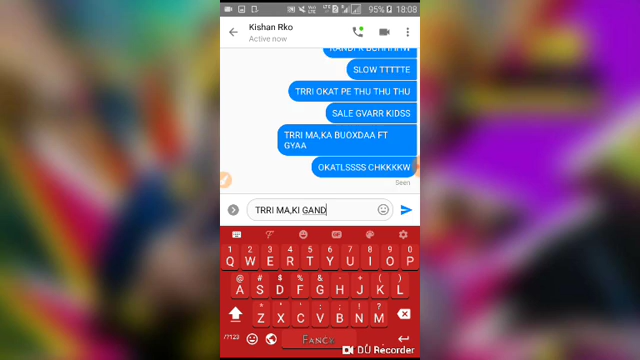 95% 18:08
Kishan Rko
Active now
SLOW TTTTTE
TRRI OKAT PE THU THU THU
SALE GVARR KIDSS
TRRI MA,KA BUOXDAA FT
GYAA
OKATLSSSS CHKKKKW
Seen
TRRI MA,KI GAND
1 2 3 4 5 6 7 8 9 0
Q W E R T Y U I O P
@ # $ % & - + ( )
A S D F G H J K L
Z X C V B N M
?123 FANCY
DU Recorder